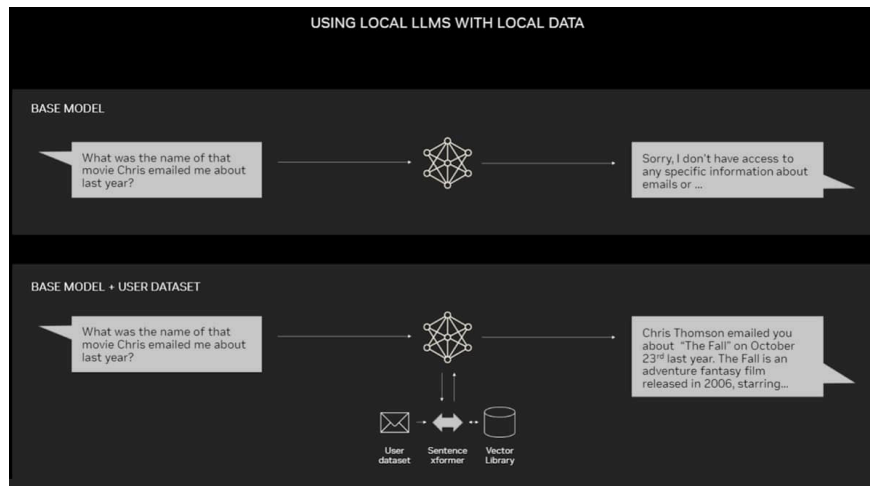 USING LOCAL LLMS WITH LOCAL DATA
BASE MODEL
What was the name of that
movie Chris emailed me about
last year?
Sorry, I don't have access to
any specific information about
emails or ...
BASE MODEL + USER DATASET
What was the name of that
movie Chris emailed me about
last year?
Chris Thomson emailed you
about "The Fall" on October
23rd last year. The Fall is an
adventure fantasy film
released in 2006, starring...
User
dataset
Sentence
xformer
Vector
Library